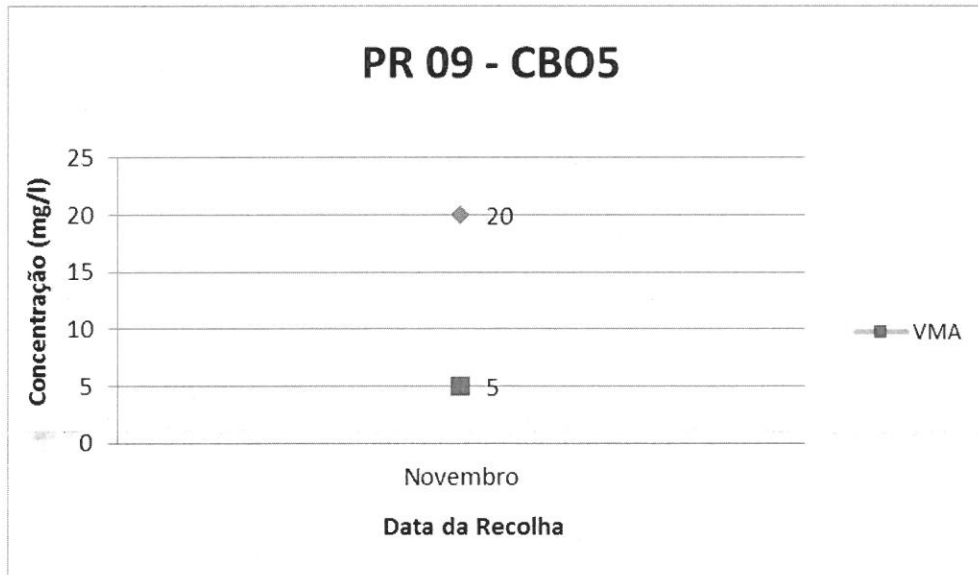 PR 09 - CBO5
Concentração (mg/l)
25
20
15
10
5
0
20
5
Novembro
Data da Recolha
VMA